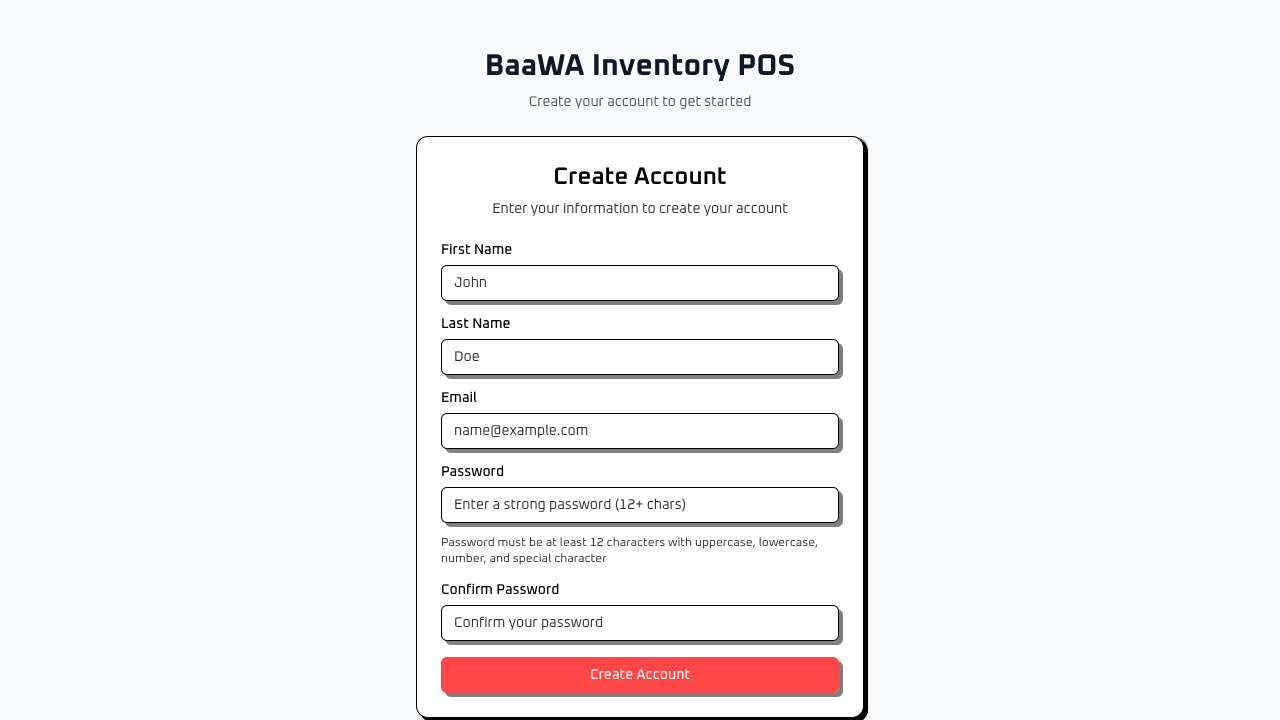 BaaWA Inventory POS
Create your account to get started
Create Account
Enter your information to create your account
First Name
John
Last Name
Doe
Email
name@example.com
Password
Enter a strong password (12+ chars)
Password must be at least 12 characters with uppercase, lowercase,
number, and special character
Confirm Password
Confirm your password
Create Account